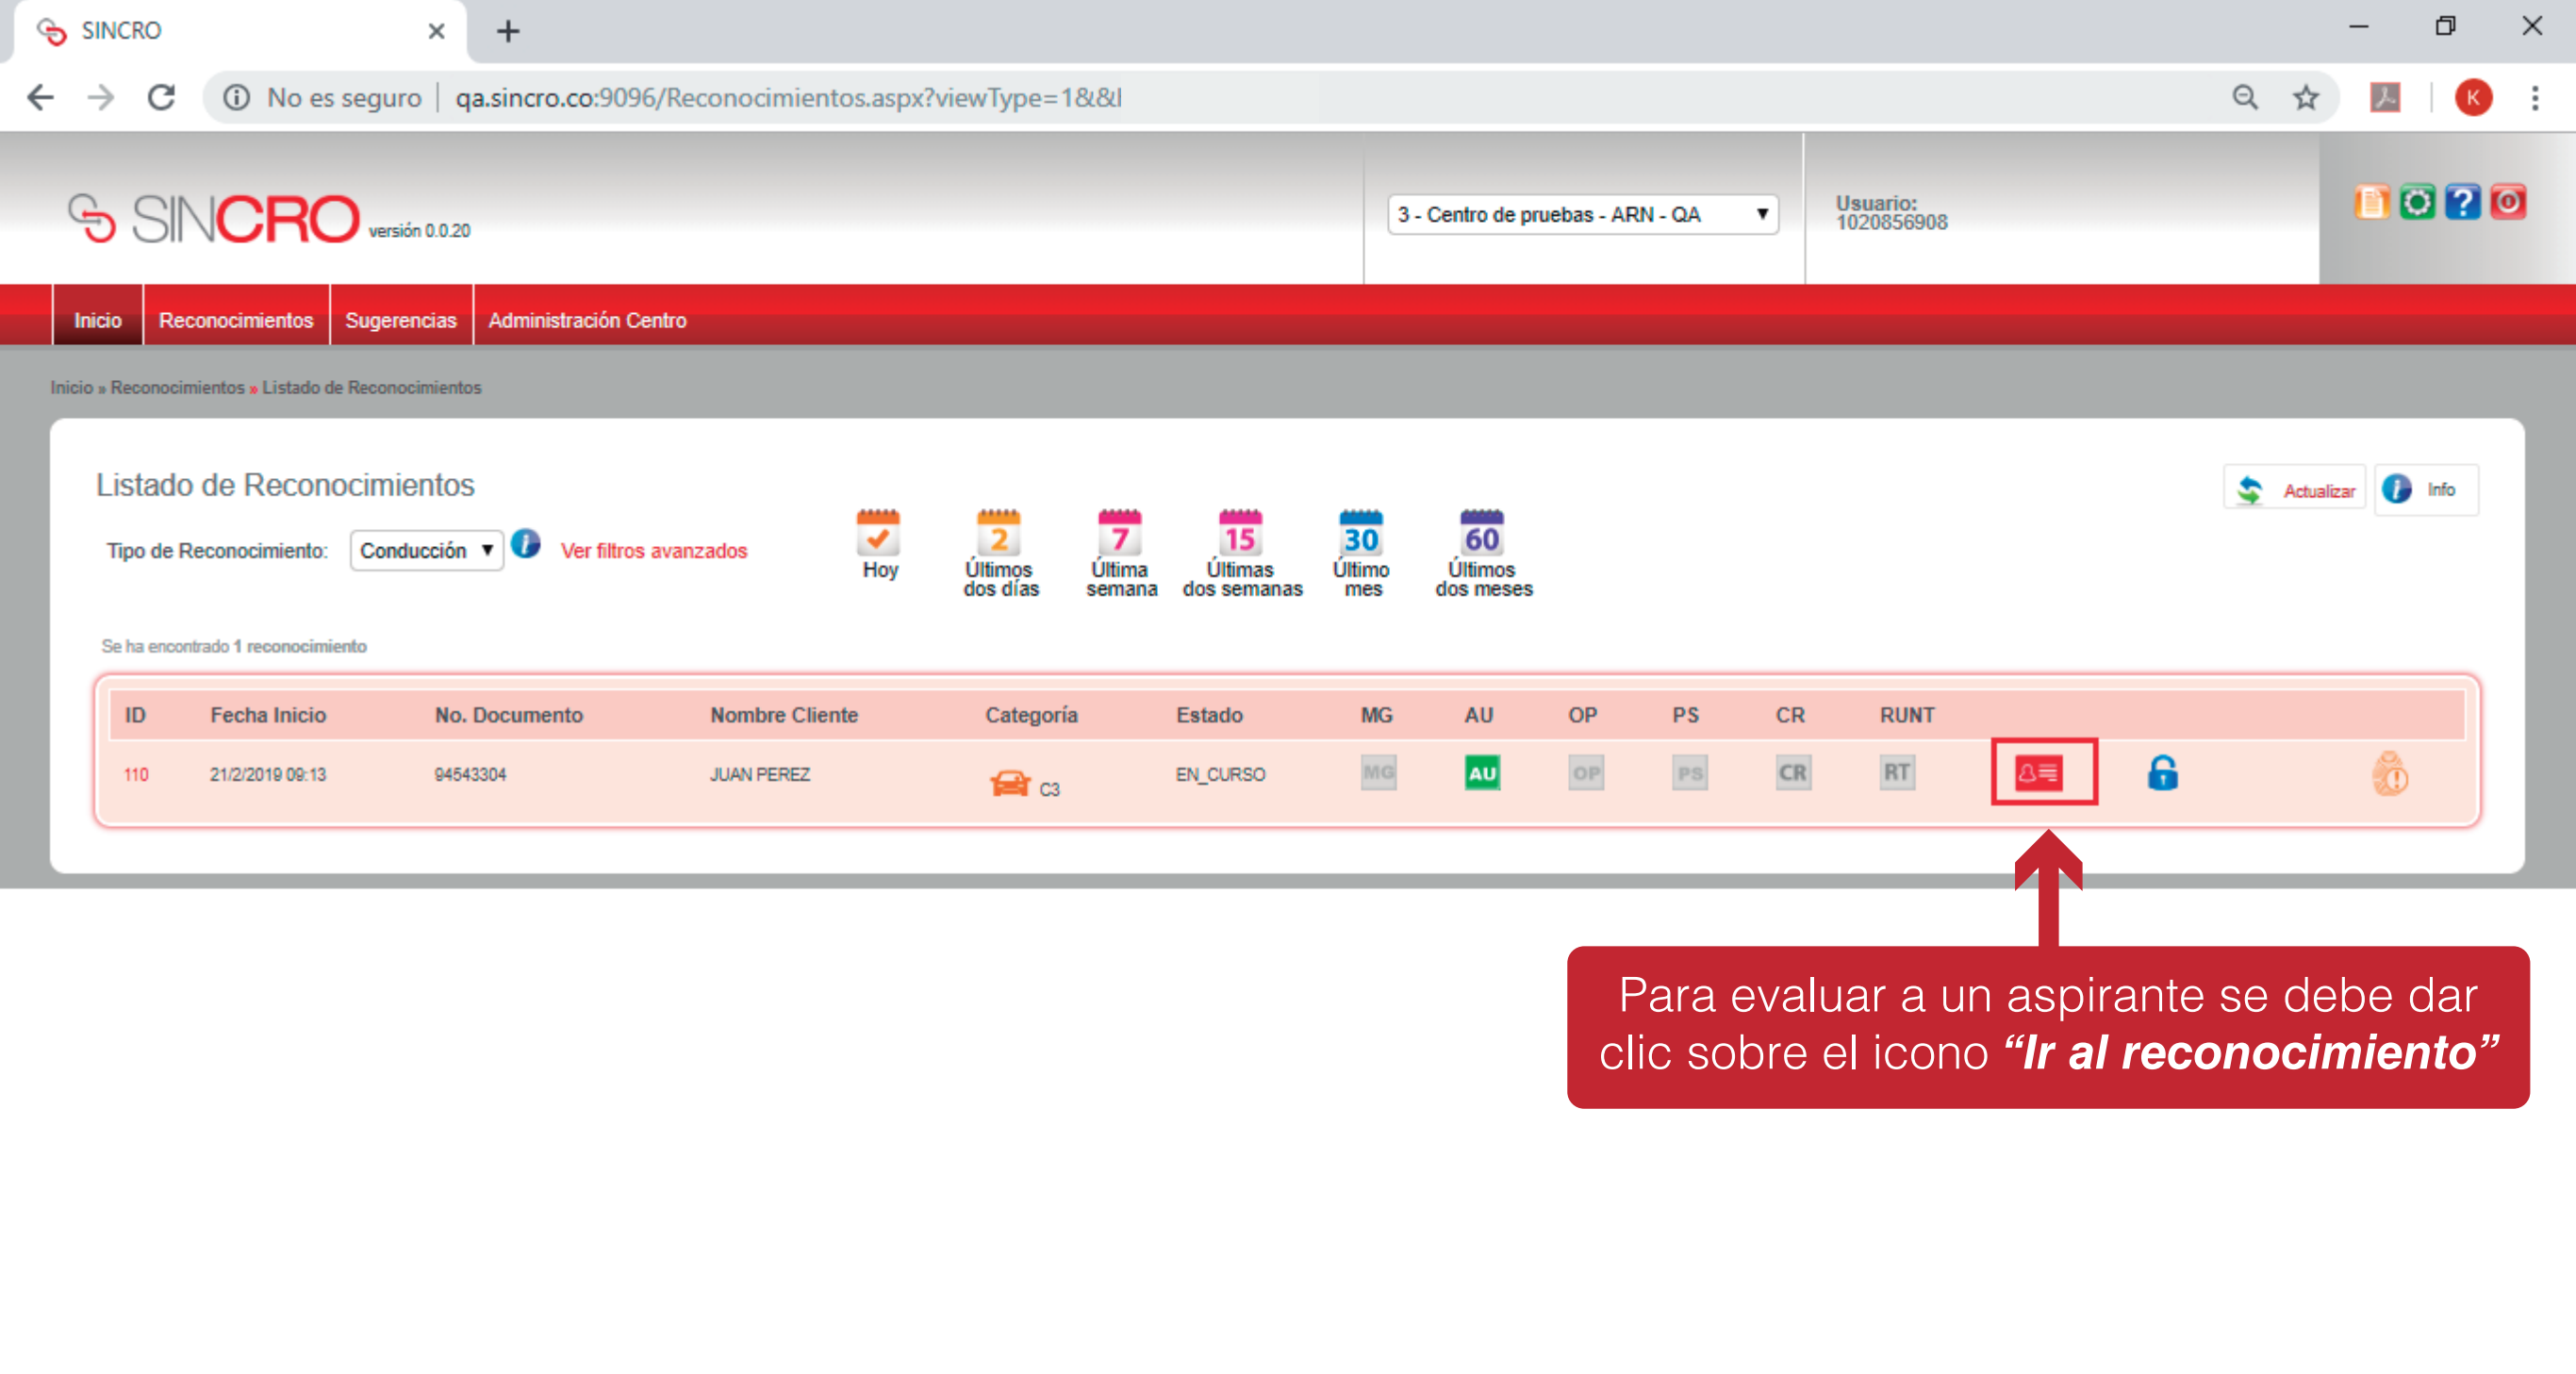 SINCRO
No es seguro | qa.sincro.co:9096/Reconocimientos.aspx?viewType=1&&I
K
SINCRO versión 0.0.20
3 - Centro de pruebas - ARN - QA
Usuario:
1020856908
Inicio Reconocimientos Sugerencias Administración Centro
Inicio » Reconocimientos » Listado de Reconocimientos
Listado de Reconocimientos
Actualizar Info
Tipo de Reconocimiento: Conducción Ver filtros avanzados
2 7 15 30 60
Hoy Últimos Última Últimas Último Últimos
dos días semana dos semanas mes dos meses
Se ha encontrado 1 reconocimiento
ID Fecha Inicio No. Documento Nombre Cliente Categoría Estado MG AU OP PS CR RUNT
110 21/2/2019 09:13 94543304 JUAN PEREZ C3 EN_CURSO MG AU OP PS CR RT
Para evaluar a un aspirante se debe dar
clic sobre el icono “Ir al reconocimiento”